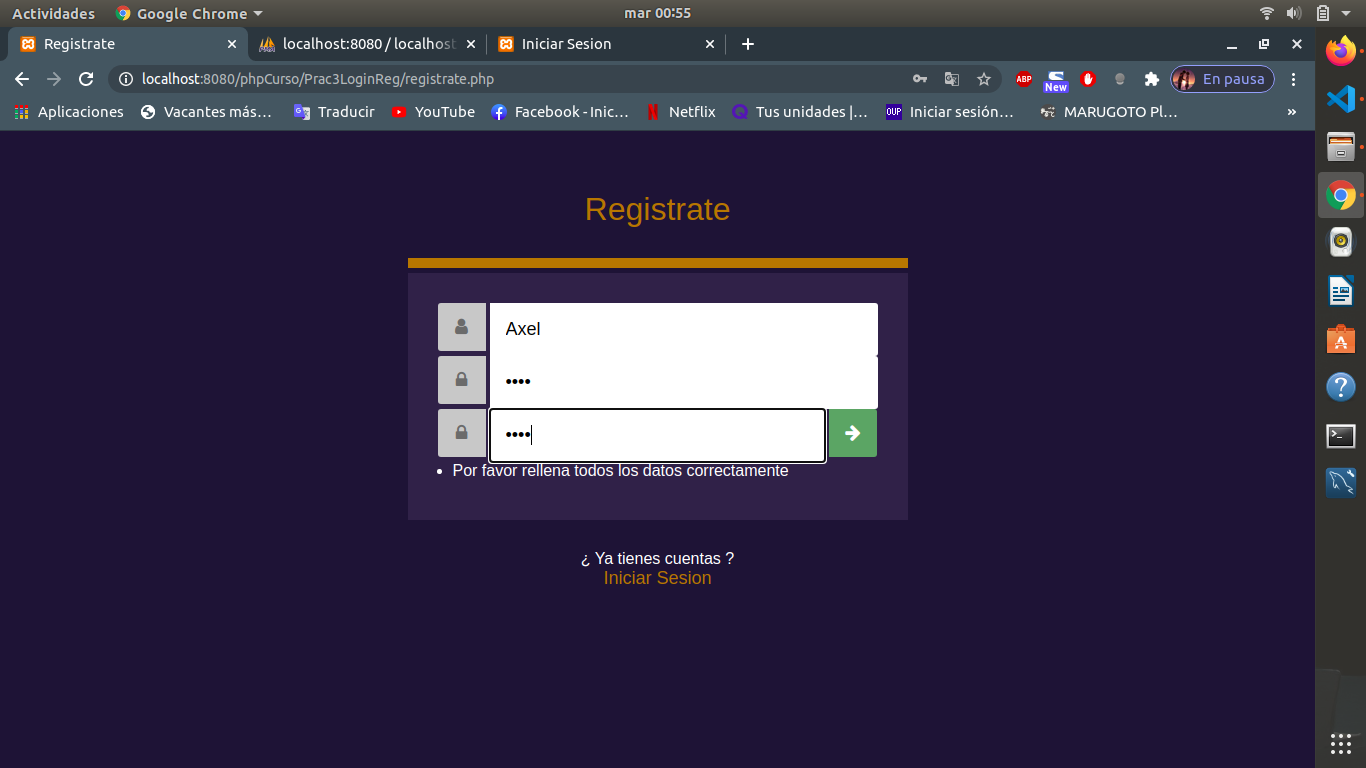 Actividades Google Chrome mar 00:55
Registrate localhost:8080 / localhost Iniciar Sesion
localhost:8080/phpCurso/Prac3LoginReg/registrate.php ABP New En pausa
Aplicaciones Vacantes más… Traducir YouTube Facebook - Inic… Netflix Tus unidades |… OUP Iniciar sesión… MARUGOTO Pl… »
Registrate
Axel
••••
••••
• Por favor rellena todos los datos correctamente
¿ Ya tienes cuentas ?
Iniciar Sesion